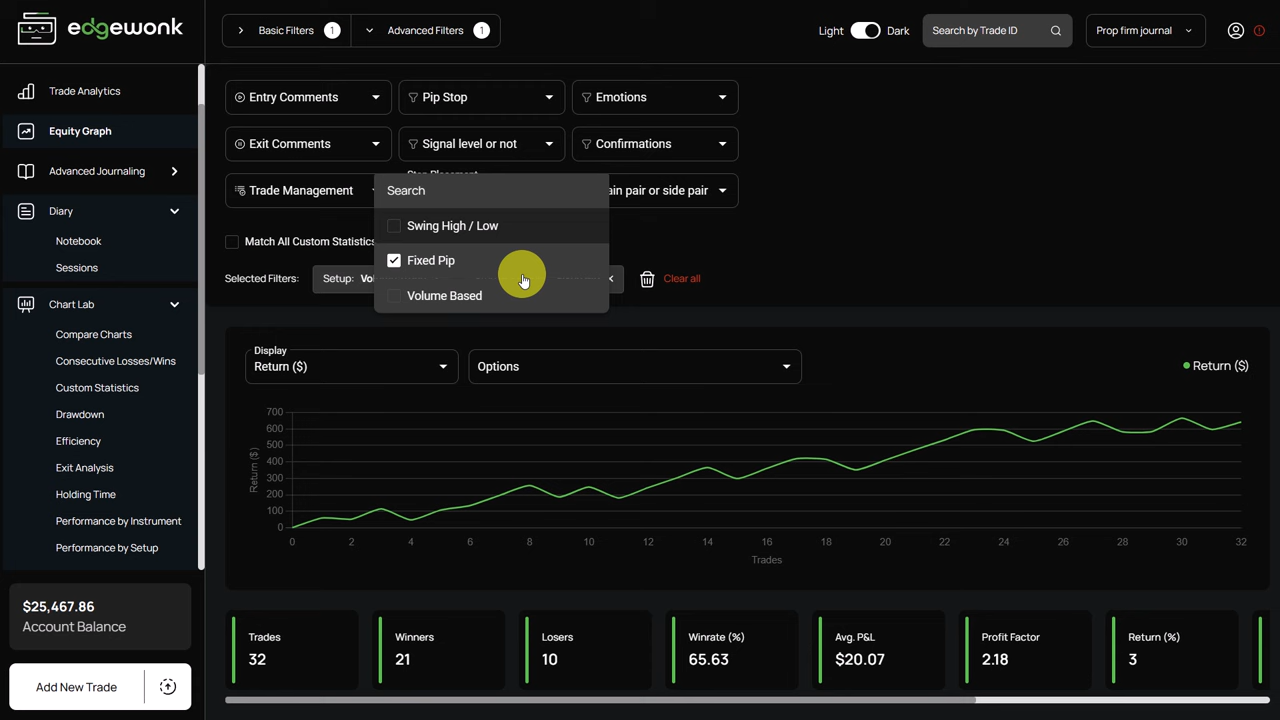 edgewonk
Basic Filters 1
Advanced Filters 1
Light Dark
Search by Trade ID
Prop firm journal
Trade Analytics
Equity Graph
Advanced Journaling
Diary
Notebook
Sessions
Chart Lab
Compare Charts
Consecutive Losses/Wins
Custom Statistics
Drawdown
Efficiency
Exit Analysis
Holding Time
Performance by Instrument
Performance by Setup
$25,467.86
Account Balance
Add New Trade
Entry Comments
Pip Stop
Emotions
Exit Comments
Signal level or not
Confirmations
Trade Management
ain pair or side pair
Search
Swing High / Low
Fixed Pip
Volume Based
Match All Custom Statistics
Selected Filters:
Setup: Vol
Clear all
Display
Return ($)
Options
Return ($)
Return ($)
700
600
500
400
300
200
100
0
0 2 4 6 8 10 12 14 16 18 20 22 24 26 28 30 32
Trades
Trades
32
Winners
21
Losers
10
Winrate (%)
65.63
Avg. P&L
$20.07
Profit Factor
2.18
Return (%)
3